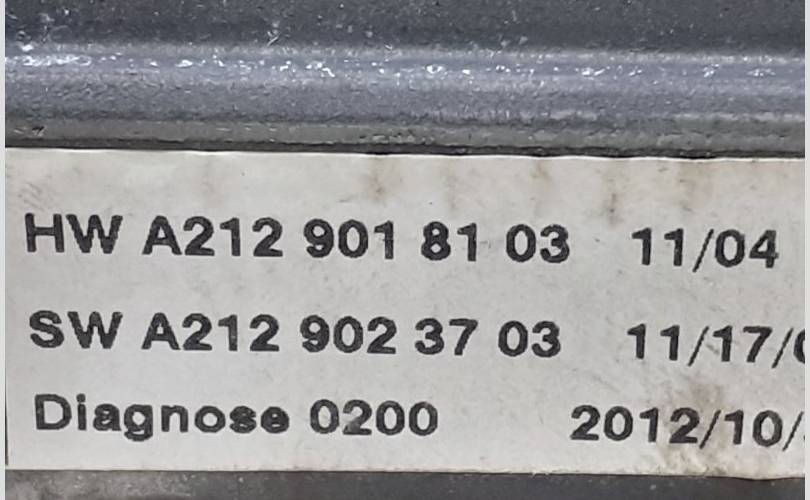 HW A212 901 81 03 11/04
SW A212 902 37 03 11/17/
Diagnose 0200 2012/10/